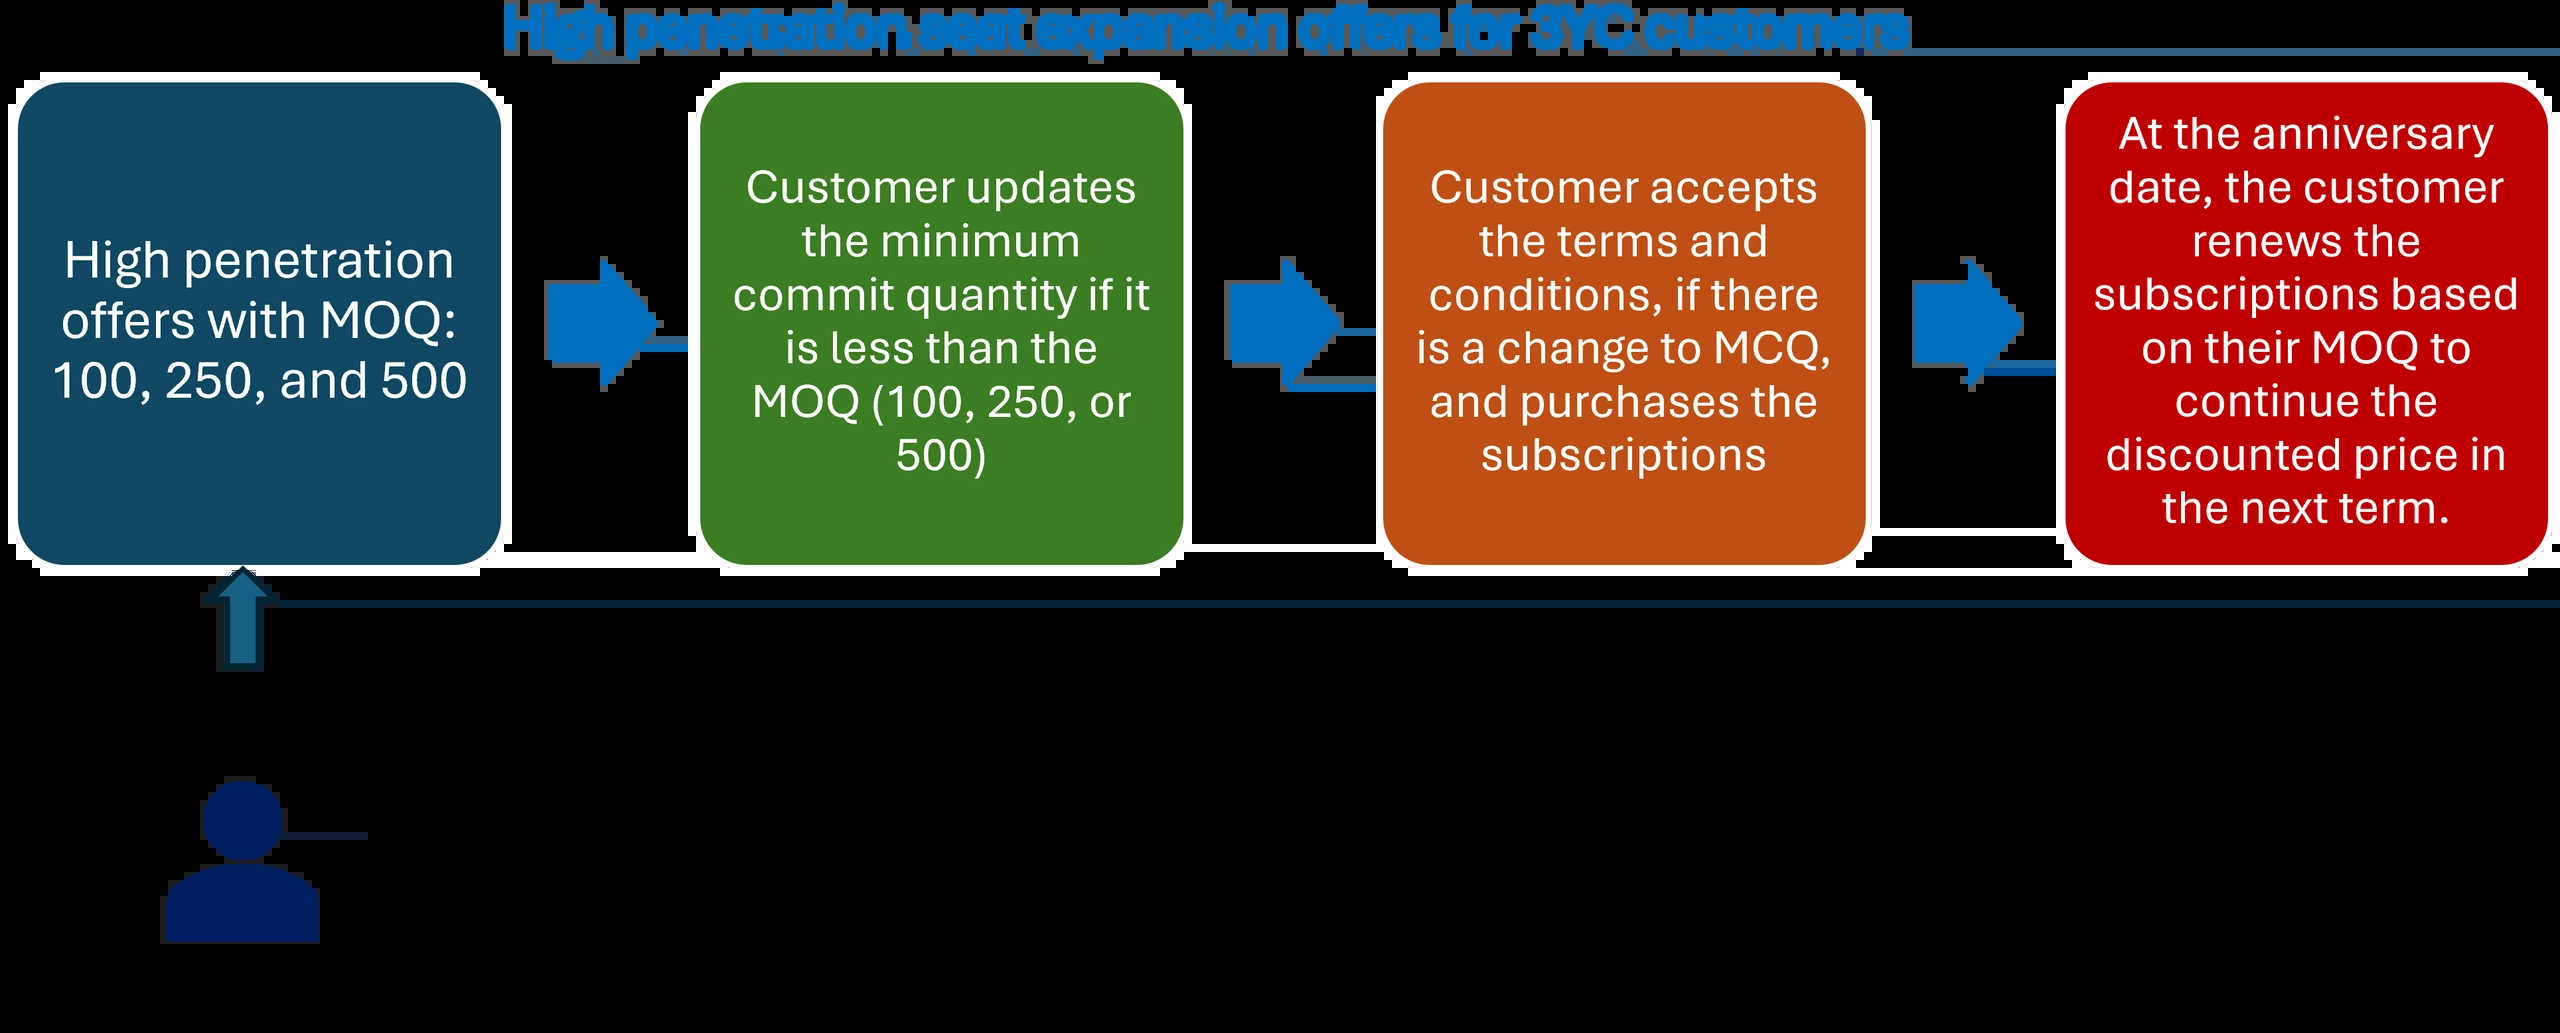 High penetration seat expansion offers for 3YC customers
High penetration
offers with MOQ:
100, 250, and 500
Customer updates
the minimum
commit quantity if it
is less than the
MOQ (100, 250, or
500)
Customer accepts
the terms and
conditions, if there
is a change to MCQ,
and purchases the
subscriptions
At the anniversary
date, the customer
renews the
subscriptions based
on their MOQ to
continue the
discounted price in
the next term.